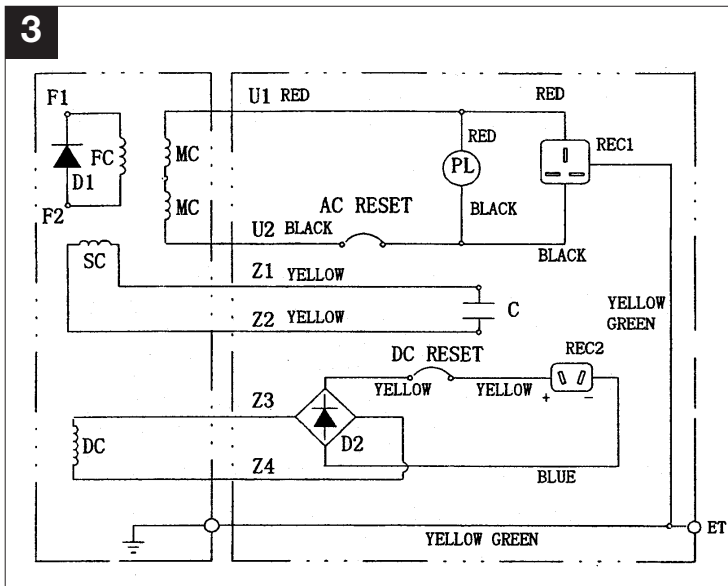 3
F1
U1 RED
RED
FC
MC
RED
REC1
D1
PL
F2
MC
AC RESET
BLACK
U2 BLACK
BLACK
SC
Z1 YELLOW
Z2 YELLOW
C
YELLOW
GREEN
DC RESET
REC2
YELLOW
YELLOW
+ -
Z3
D2
DC
Z4
BLUE
ET
YELLOW GREEN